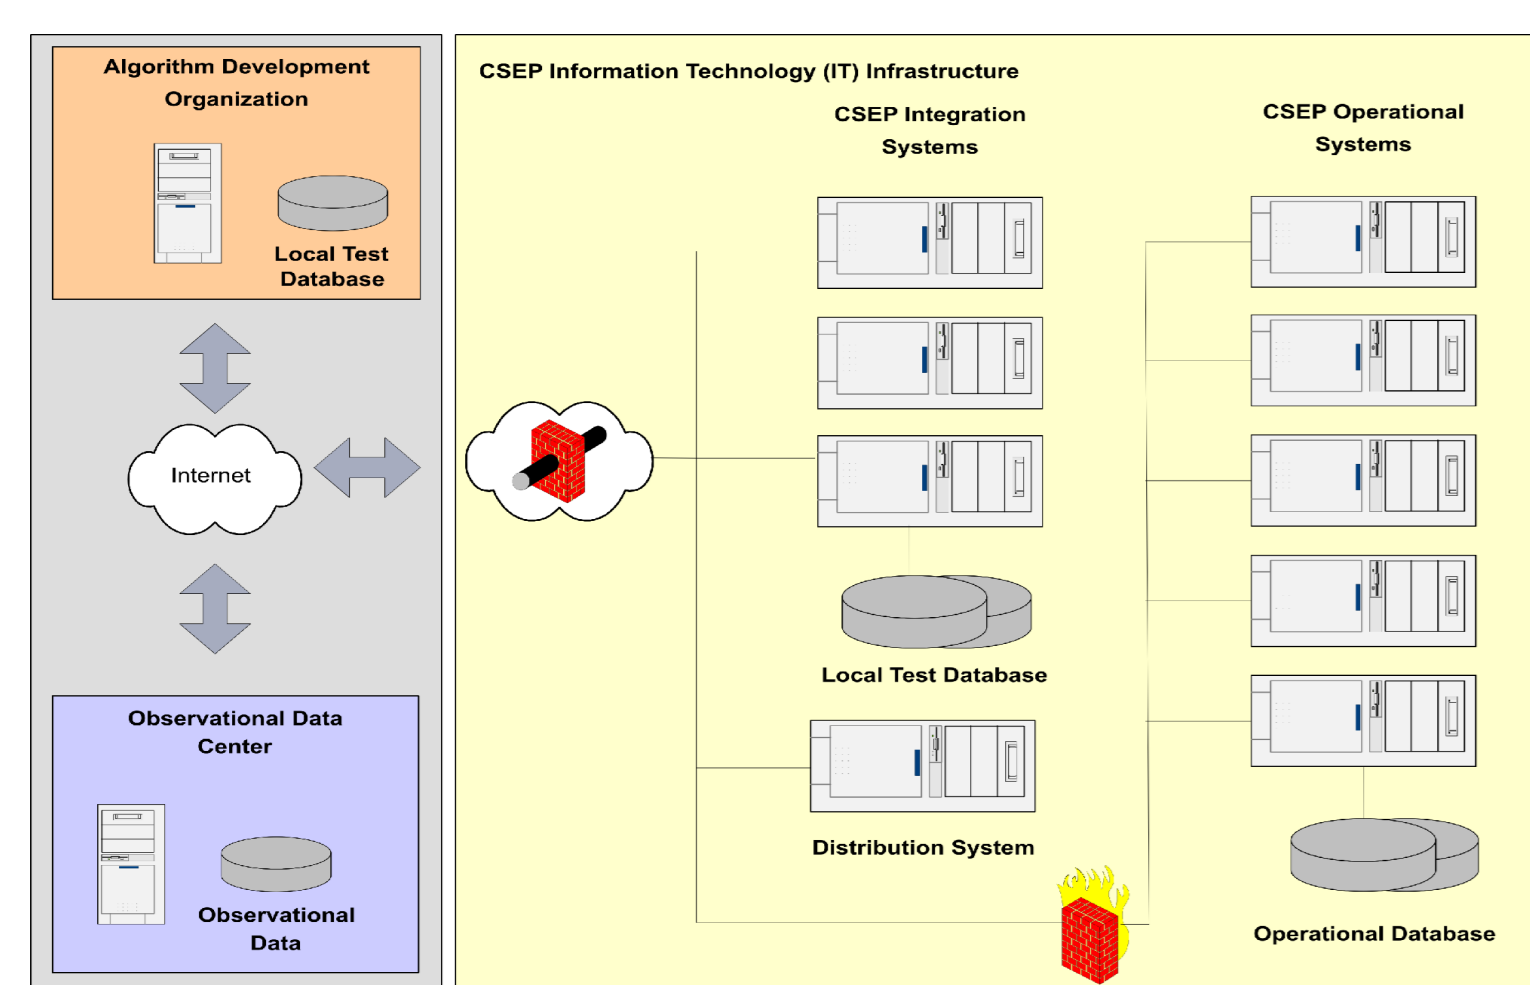 Algorithm Development
Organization
Local Test
Database
Internet
Observational Data
Center
Observational
Data
CSEP Information Technology (IT) Infrastructure
CSEP Integration
Systems
Local Test Database
Distribution System
CSEP Operational
Systems
Operational Database